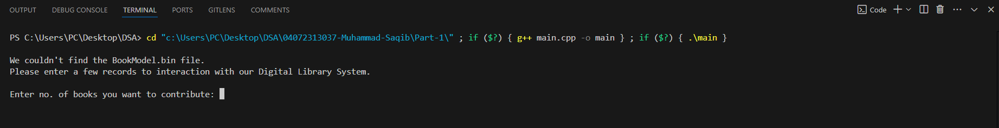 OUTPUT DEBUG CONSOLE TERMINAL PORTS GITLENS COMMENTS Code
PS C:\Users\PC\Desktop\DSA> cd "c:\Users\PC\Desktop\DSA\04072313037-Muhammad-Saqib\Part-1\" ; if ($?) { g++ main.cpp -o main } ; if ($?) { .\main }
We couldn't find the BookModel.bin file.
Please enter a few records to interaction with our Digital Library System.
Enter no. of books you want to contribute: